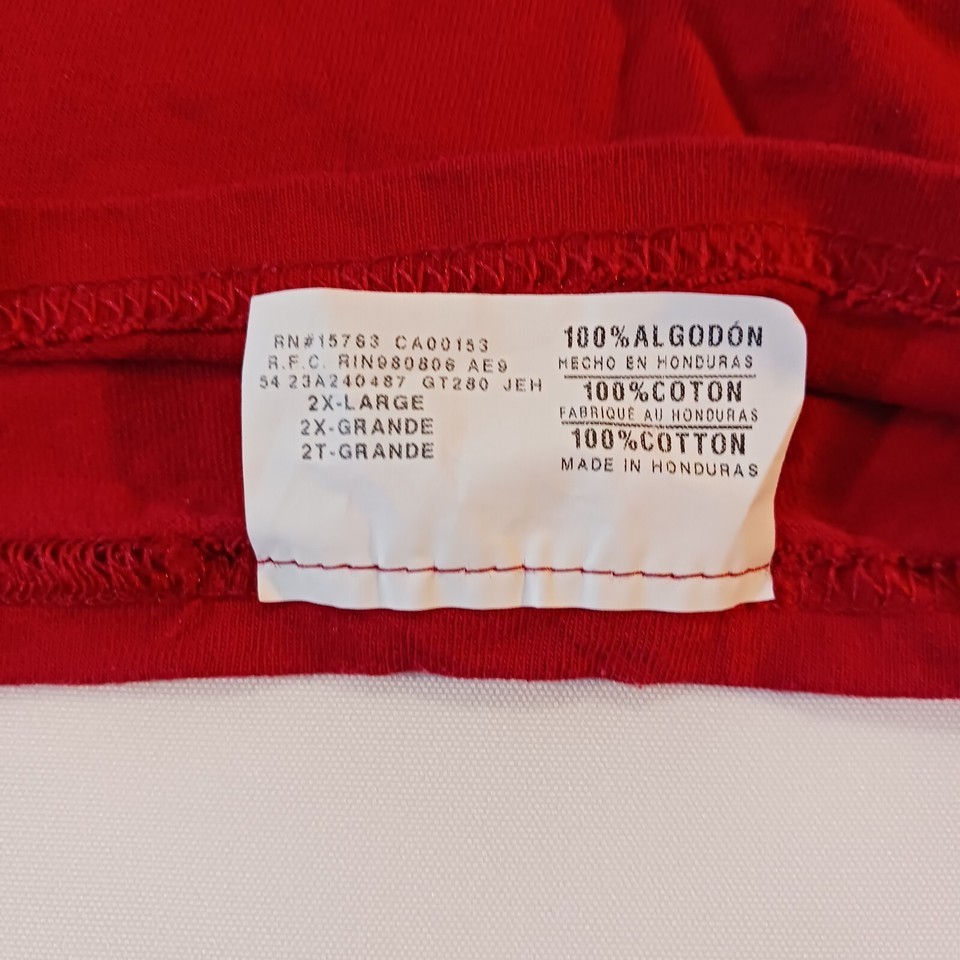 RN#15763 CA00153
R.F.C. RIN980806 AE9
54 23A240487 GT280 JEH
2X-LARGE
2X-GRANDE
2T-GRANDE
100%ALGODÓN
HECHO EN HONDURAS
100%COTON
FABRIQUE AU HONDURAS
100%COTTON
MADE IN HONDURAS